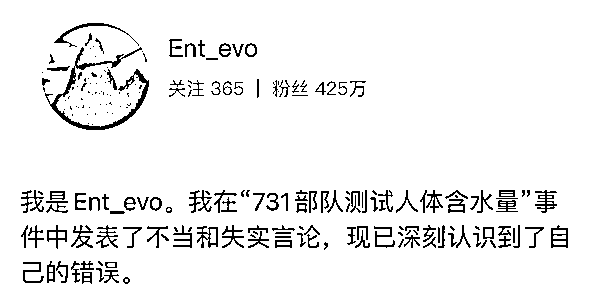 Ent_evo
关注 365 | 粉丝 425万
我是Ent_evo。我在“731部队测试人体含水量”事
件中发表了不当和失实言论，现已深刻认识到了自
己的错误。